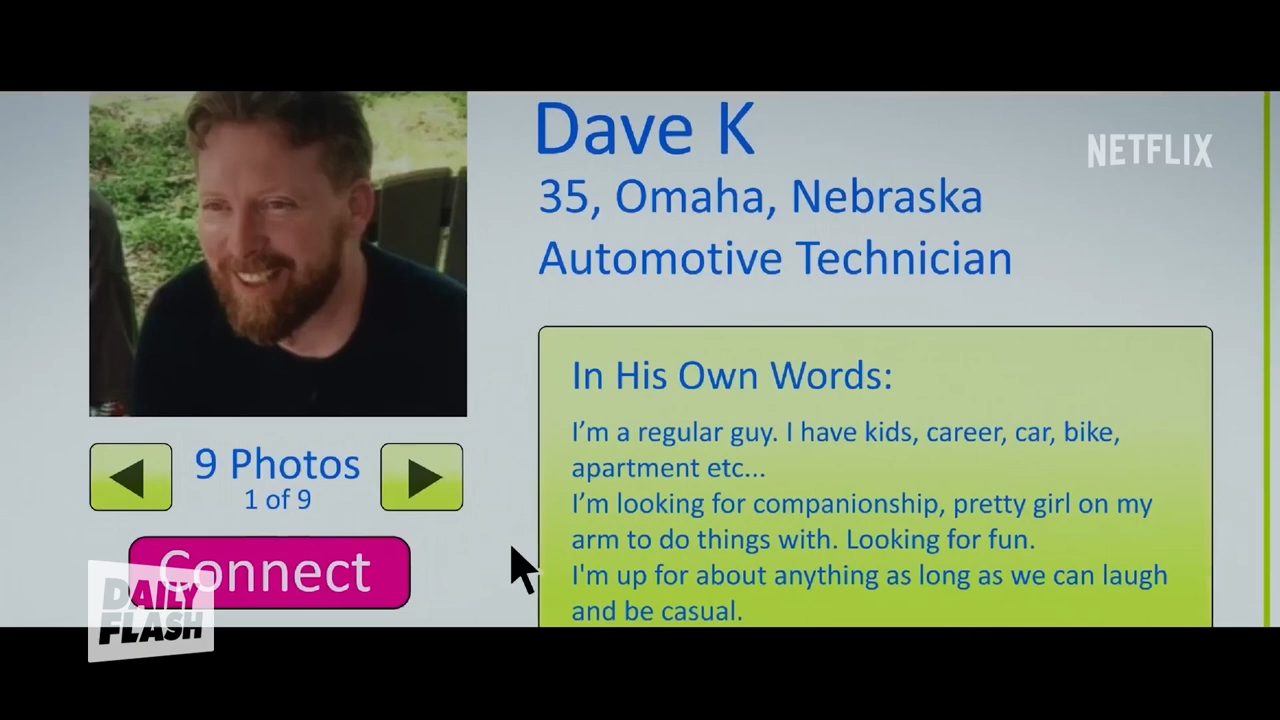 Dave K
NETFLIX
35, Omaha, Nebraska
Automotive Technician
In His Own Words:
I’m a regular guy. I have kids, career, car, bike,
apartment etc...
I’m looking for companionship, pretty girl on my
arm to do things with. Looking for fun.
I'm up for about anything as long as we can laugh
and be casual.
9 Photos
1 of 9
Connect
DAILY
FLASH